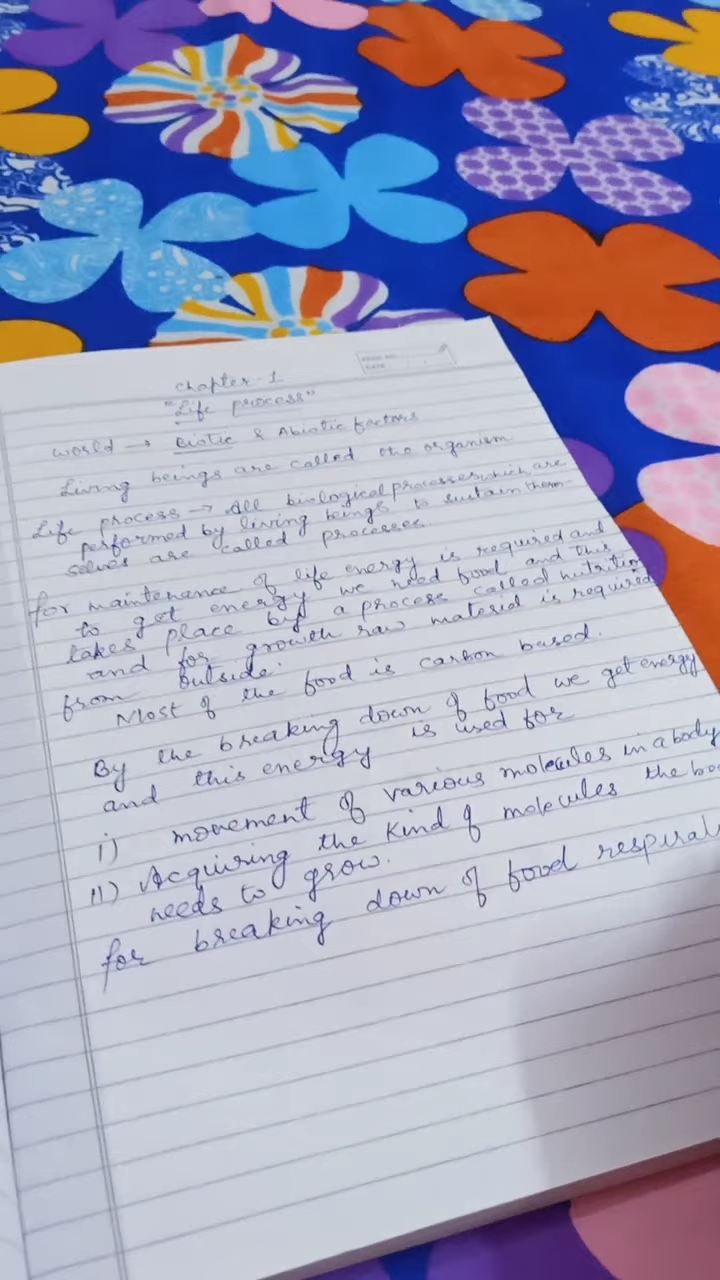 Chapter-1
"Life process"
World → Biotic & Abiotic factors
Living beings are called the organism
Life process → All biological processes which are
performed by living beings to sustain them-
selves are called processes.
for maintenance of life energy is required and
to get energy we need food and this
takes place by a process called nutrition
and for growth raw material is required
from outside.
Most of the food is carbon based.
By the breaking down of food we get energy
and this energy is used for
i) movement of various molecules in a body
ii) Acquiring the kind of molecules the
needs to grow.
for breaking down of food